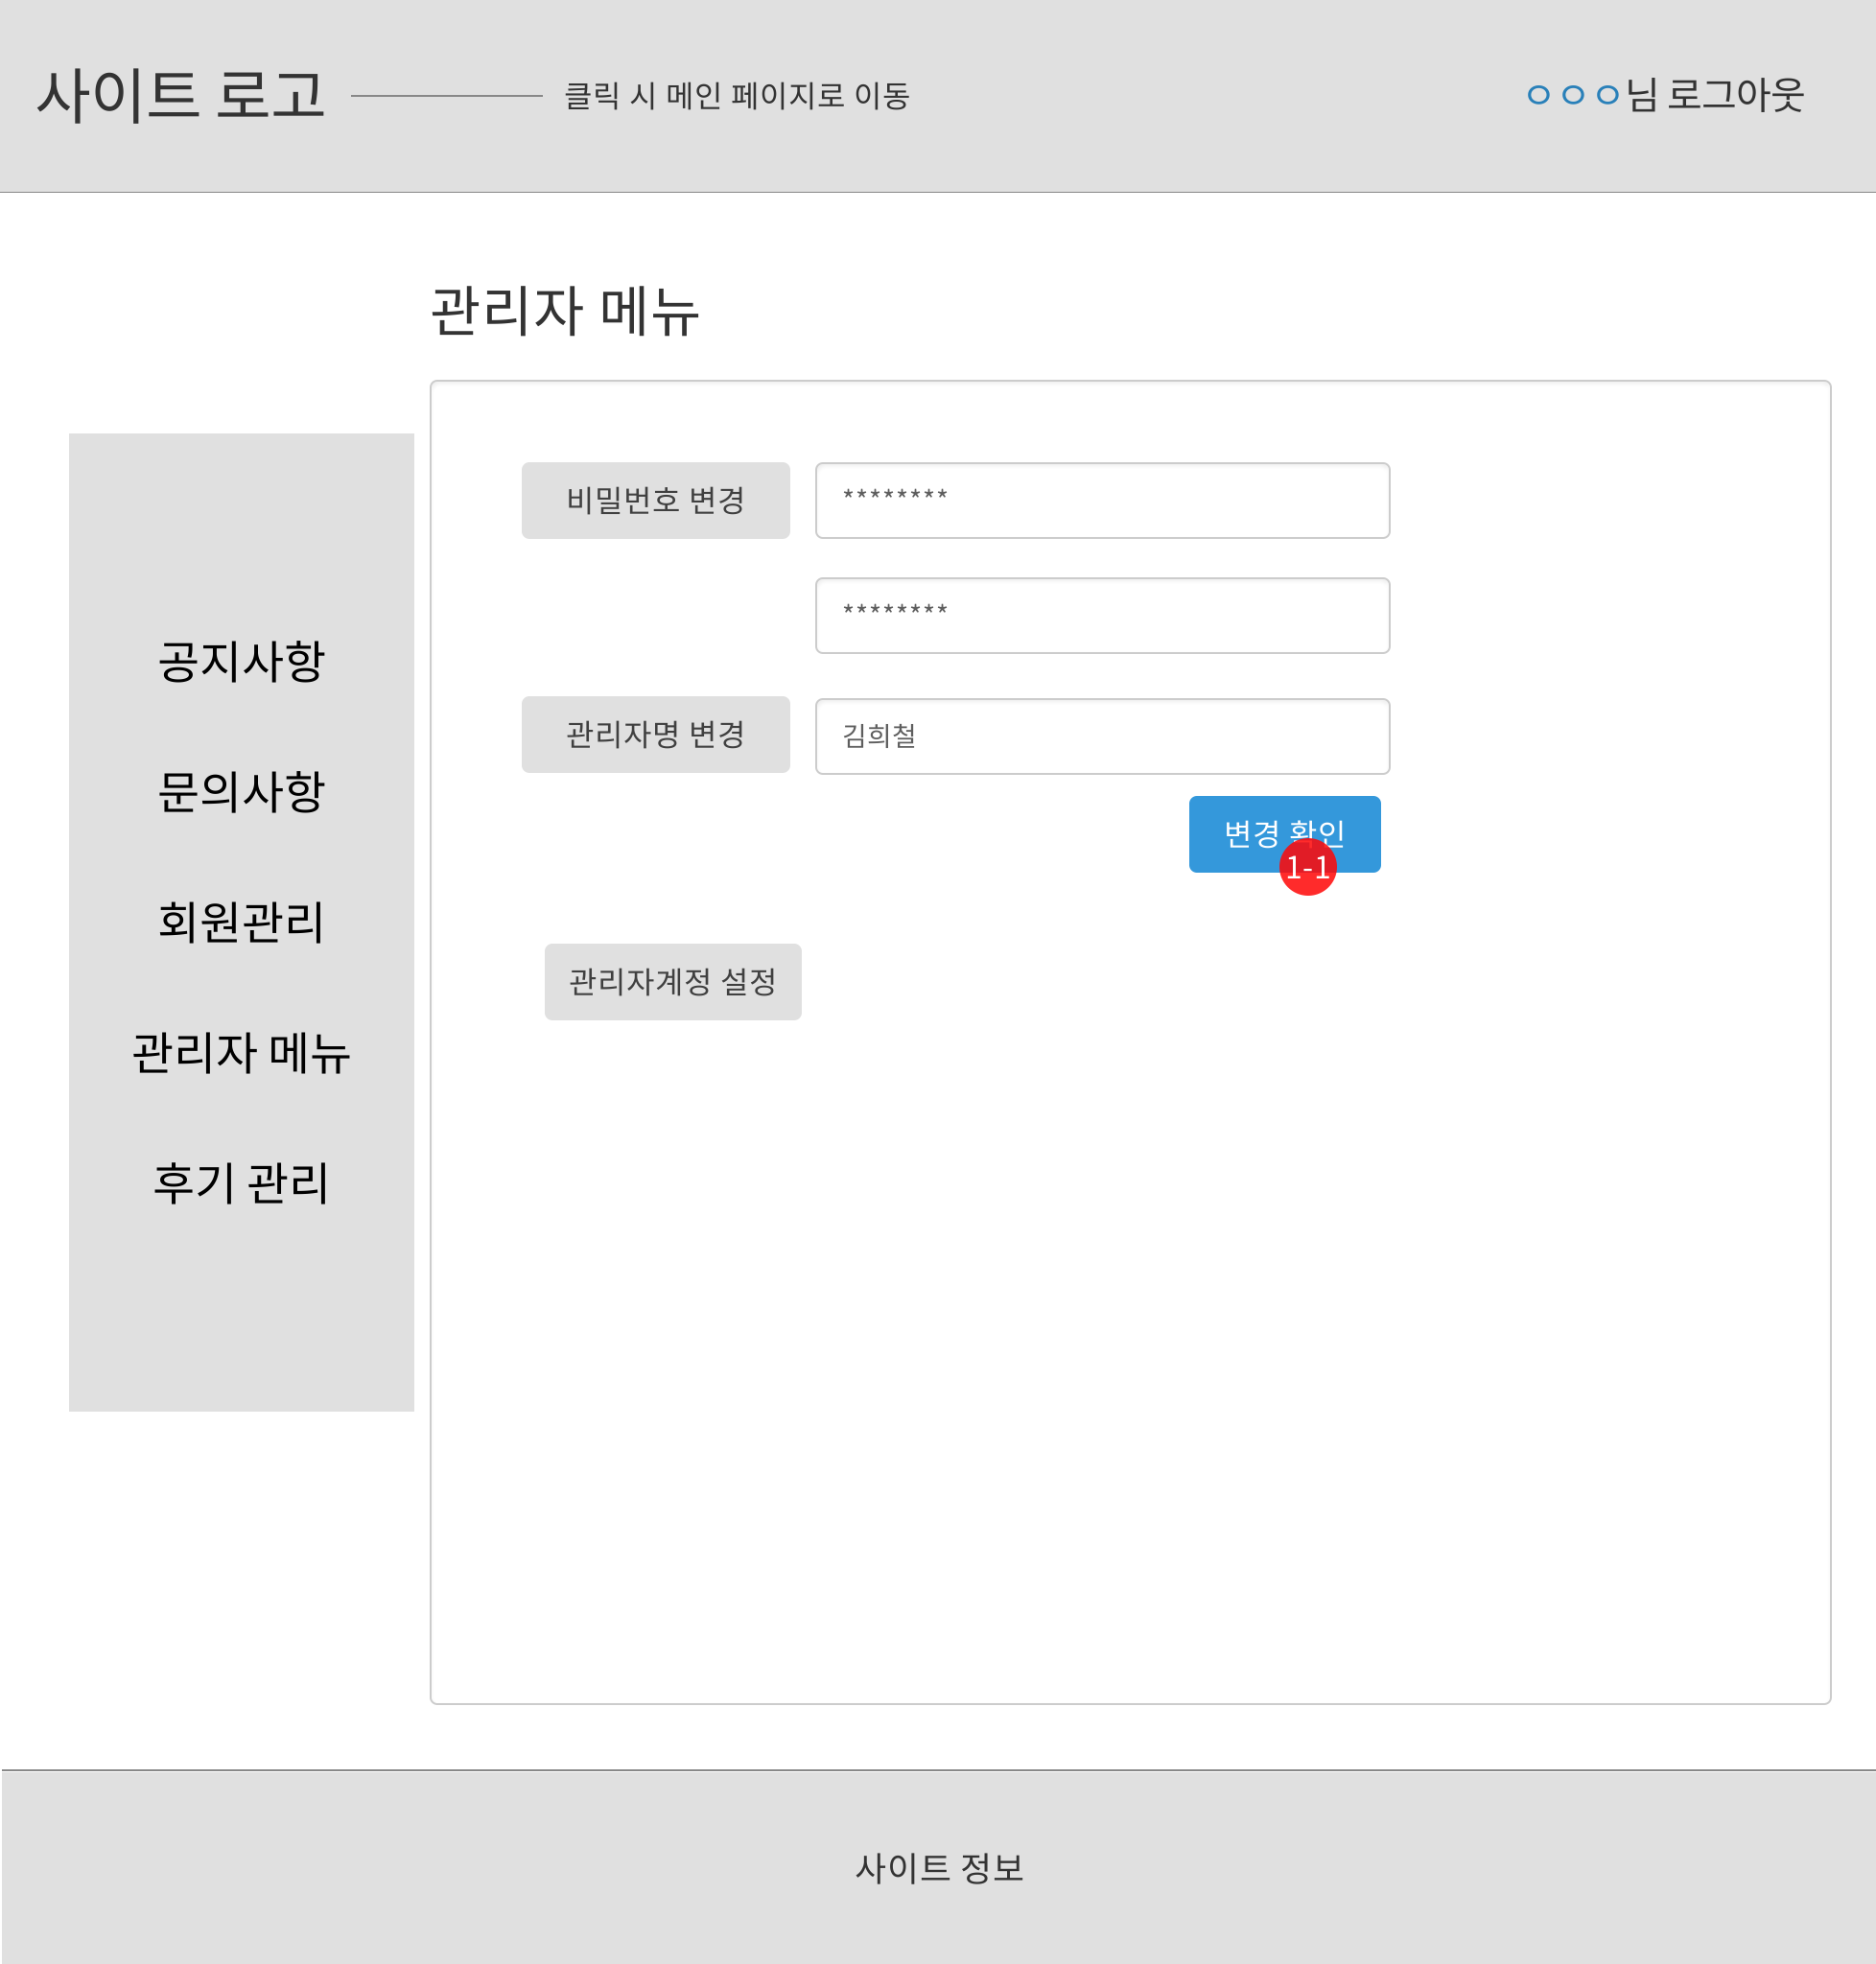 사이트 로고
클릭 시 메인 페이지로 이동
ㅇㅇㅇ님 로그아웃
관리자 메뉴
공지사항
문의사항
회원관리
관리자 메뉴
후기 관리
비밀번호 변경
********
********
관리자명 변경
김희철
변경 확인
1-1
관리자계정 설정
사이트 정보